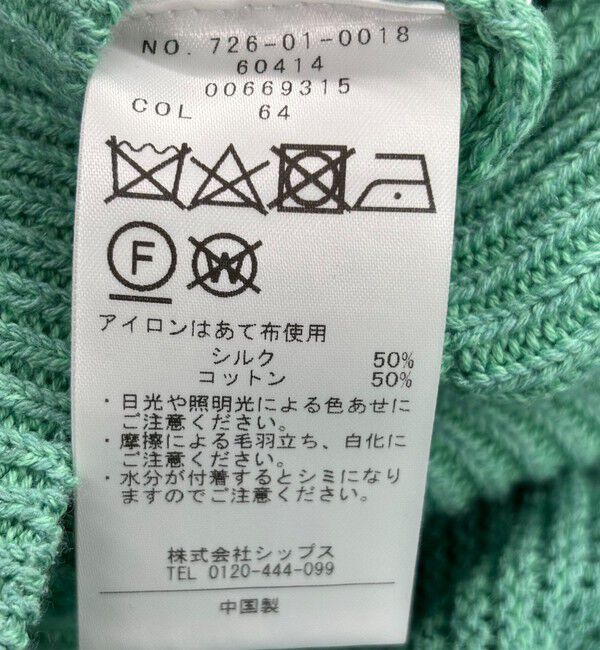 NO. 726-01-0018
60414
00669315
COL 64
F
W
アイロンはあて布使用
シルク 50%
コットン 50%
・日光や照明光による色あせに
ご注意ください。
・摩擦による毛羽立ち、白化に
ご注意ください。
・水分が付着するとシミになり
ますのでご注意ください。
株式会社シップス
TEL 0120-444-099
中国製